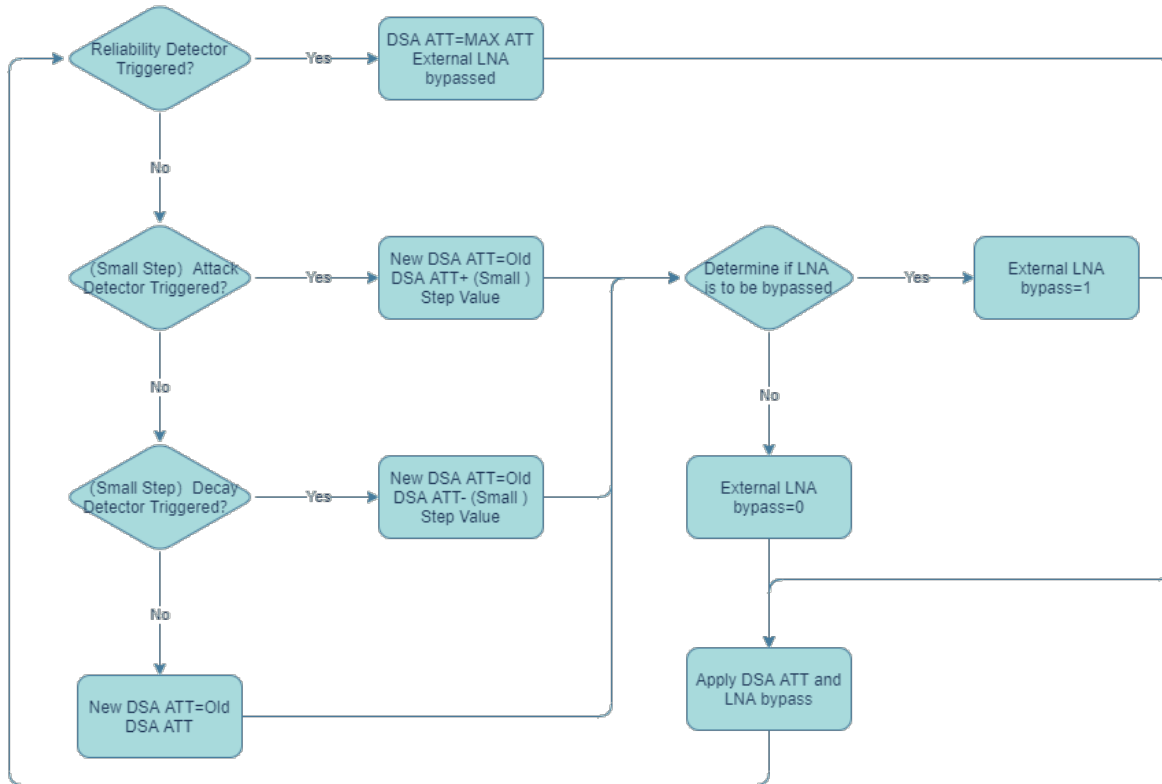 Reliability Detector
Triggered?
Yes
DSA ATT=MAX ATT
External LNA
bypassed
No
(Small Step) Attack
Detector Triggered?
Yes
New DSA ATT=Old
DSA ATT+ (Small )
Step Value
Determine if LNA
is to be bypassed
Yes
External LNA
bypass=1
No
No
(Small Step) Decay
Detector Triggered?
Yes
New DSA ATT=Old
DSA ATT- (Small )
Step Value
External LNA
bypass=0
No
New DSA ATT=Old
DSA ATT
Apply DSA ATT and
LNA bypass